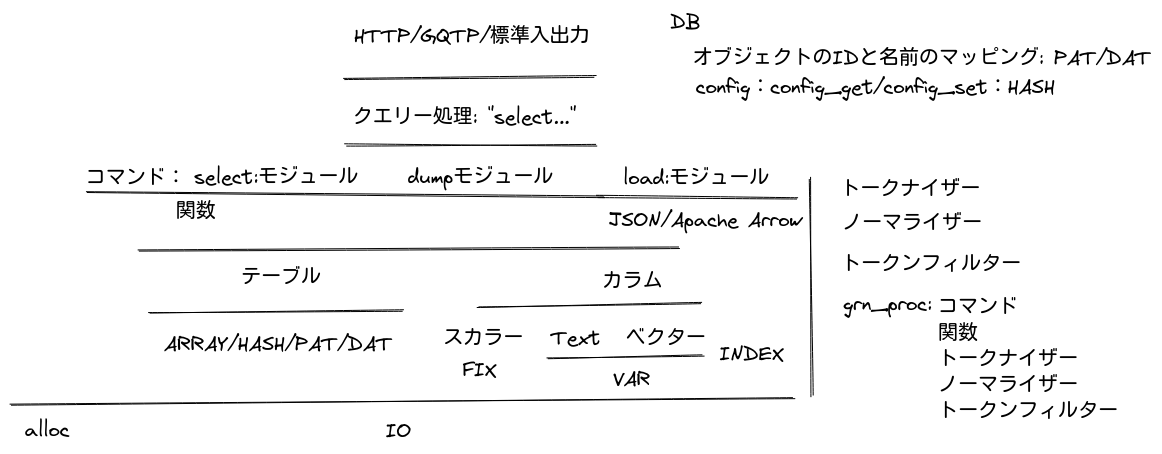 HTTP/GQTP/標準入出力
クエリー処理: "select..."
コマンド： select:モジュール dumpモジュール load:モジュール
関数
JSON/Apache Arrow
テーブル カラム
ARRAY/HASH/PAT/DAT
スカラー Text ベクター
FIX VAR INDEX
alloc IO
DB
オブジェクトのIDと名前のマッピング: PAT/DAT
config：config_get/config_set：HASH
トークナイザー
ノーマライザー
トークンフィルター
grn_proc: コマンド
関数
トークナイザー
ノーマライザー
トークンフィルター